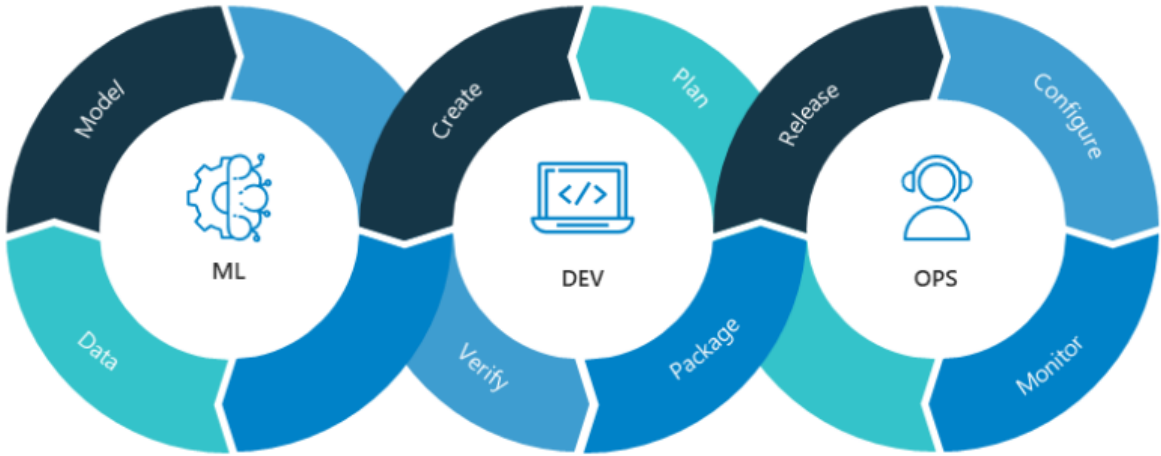 Model
Data
ML
Create
Plan
Verify
Package
</>
DEV
Release
Configure
Monitor
OPS